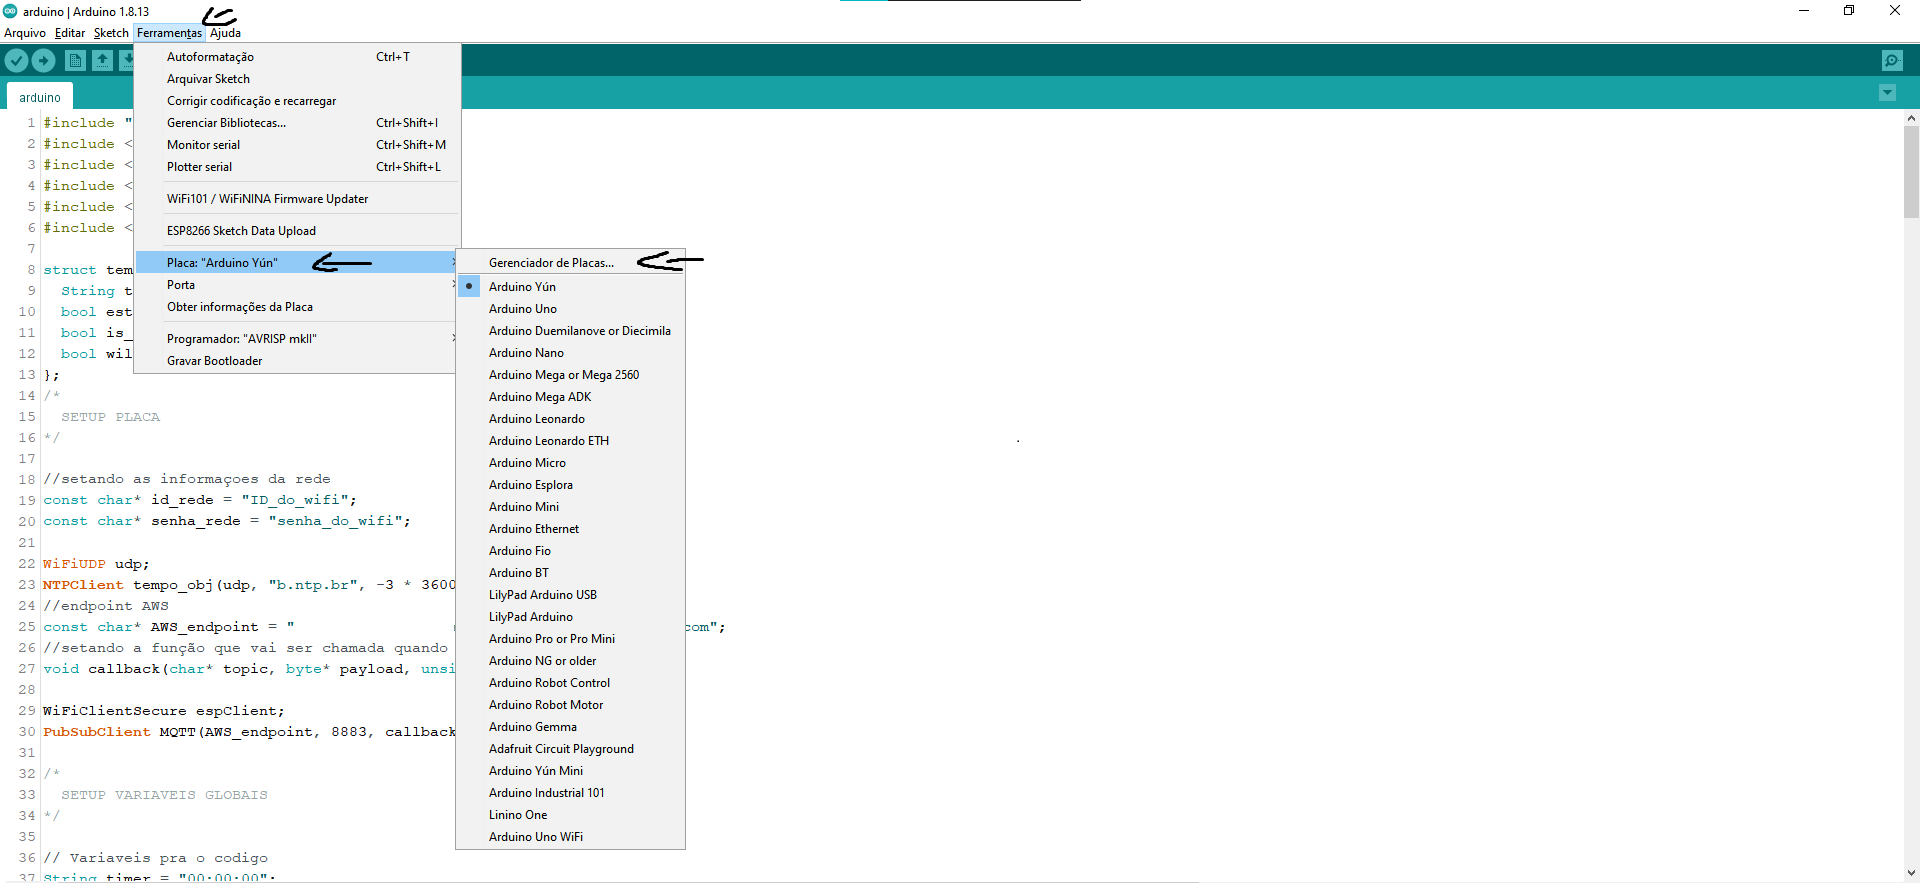 arduino | Arduino 1.8.13
Arquivo Editar Sketch Ferramentas Ajuda
arduino
Autoformatação Ctrl+T
Arquivar Sketch
Corrigir codificação e recarregar
Gerenciar Bibliotecas... Ctrl+Shift+I
Monitor serial Ctrl+Shift+M
Plotter serial Ctrl+Shift+L
WiFi101 / WiFiNINA Firmware Updater
ESP8266 Sketch Data Upload
Placa: "Arduino Yún"
Porta
Obter informações da Placa
Programador: "AVRISP mkII"
Gravar Bootloader
Gerenciador de Placas...
Arduino Yún
Arduino Uno
Arduino Duemilanove or Diecimila
Arduino Nano
Arduino Mega or Mega 2560
Arduino Mega ADK
Arduino Leonardo
Arduino Leonardo ETH
Arduino Micro
Arduino Esplora
Arduino Mini
Arduino Ethernet
Arduino Fio
Arduino BT
LilyPad Arduino USB
LilyPad Arduino
Arduino Pro or Pro Mini
Arduino NG or older
Arduino Robot Control
Arduino Robot Motor
Arduino Gemma
Adafruit Circuit Playground
Arduino Yún Mini
Arduino Industrial 101
Linino One
Arduino Uno WiFi
1 #include "
2 #include <
3 #include <
4 #include <
5 #include <
6 #include <
7
8 struct tem
9 String t
10 bool est
11 bool is_
12 bool wil
13 };
14 /*
15 SETUP PLACA
16 */
17
18 //setando as informaçoes da rede
19 const char* id_rede = "ID_do_wifi";
20 const char* senha_rede = "senha_do_wifi";
21
22 WiFiUDP udp;
23 NTPClient tempo_obj(udp, "b.ntp.br", -3 * 3600
24 //endpoint AWS
25 const char* AWS_endpoint = " com";
26 //setando a função que vai ser chamada quando
27 void callback(char* topic, byte* payload, unsi
28
29 WiFiClientSecure espClient;
30 PubSubClient MQTT(AWS_endpoint, 8883, callback
31
32 /*
33 SETUP VARIAVEIS GLOBAIS
34 */
35
36 // Variaveis pra o codigo
37 String timer = "00:00:00";